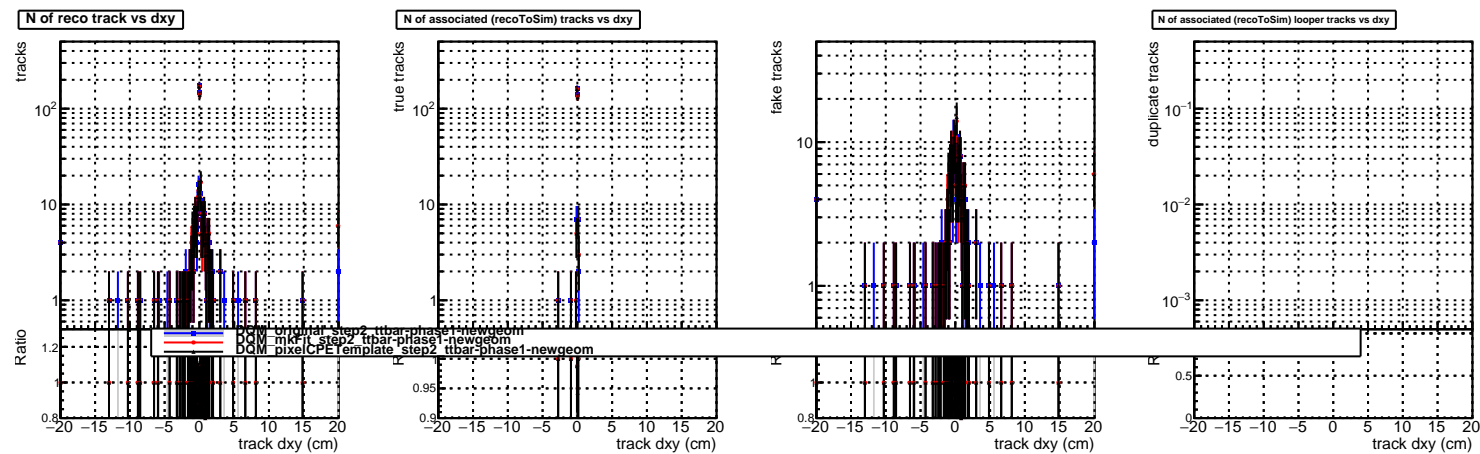 N of reco track vs dxy
tracks
10²
10
1
Ratio
1.2
1
0.8
−20 −15 −10 −5 0 5 10 15 20
track dxy (cm)
N of associated (recoToSim) tracks vs dxy
true tracks
10²
10
1
0.95
0.9
−20 −15 −10 −5 0 5 10 15 20
track dxy (cm)
fake tracks
10
1
1
0.8
−20 −15 −10 −5 0 5 10 15 20
track dxy (cm)
N of associated (recoToSim) looper tracks vs dxy
duplicate tracks
10⁻¹
10⁻²
10⁻³
0.5
0
−20 −15 −10 −5 0 5 10 15 20
track dxy (cm)
DQM_original_step2_ttbar-phase1-newgeom
DQM_mkFit_step2_ttbar-phase1-newgeom
DQM_pixelCPETemplate_step2_ttbar-phase1-newgeom